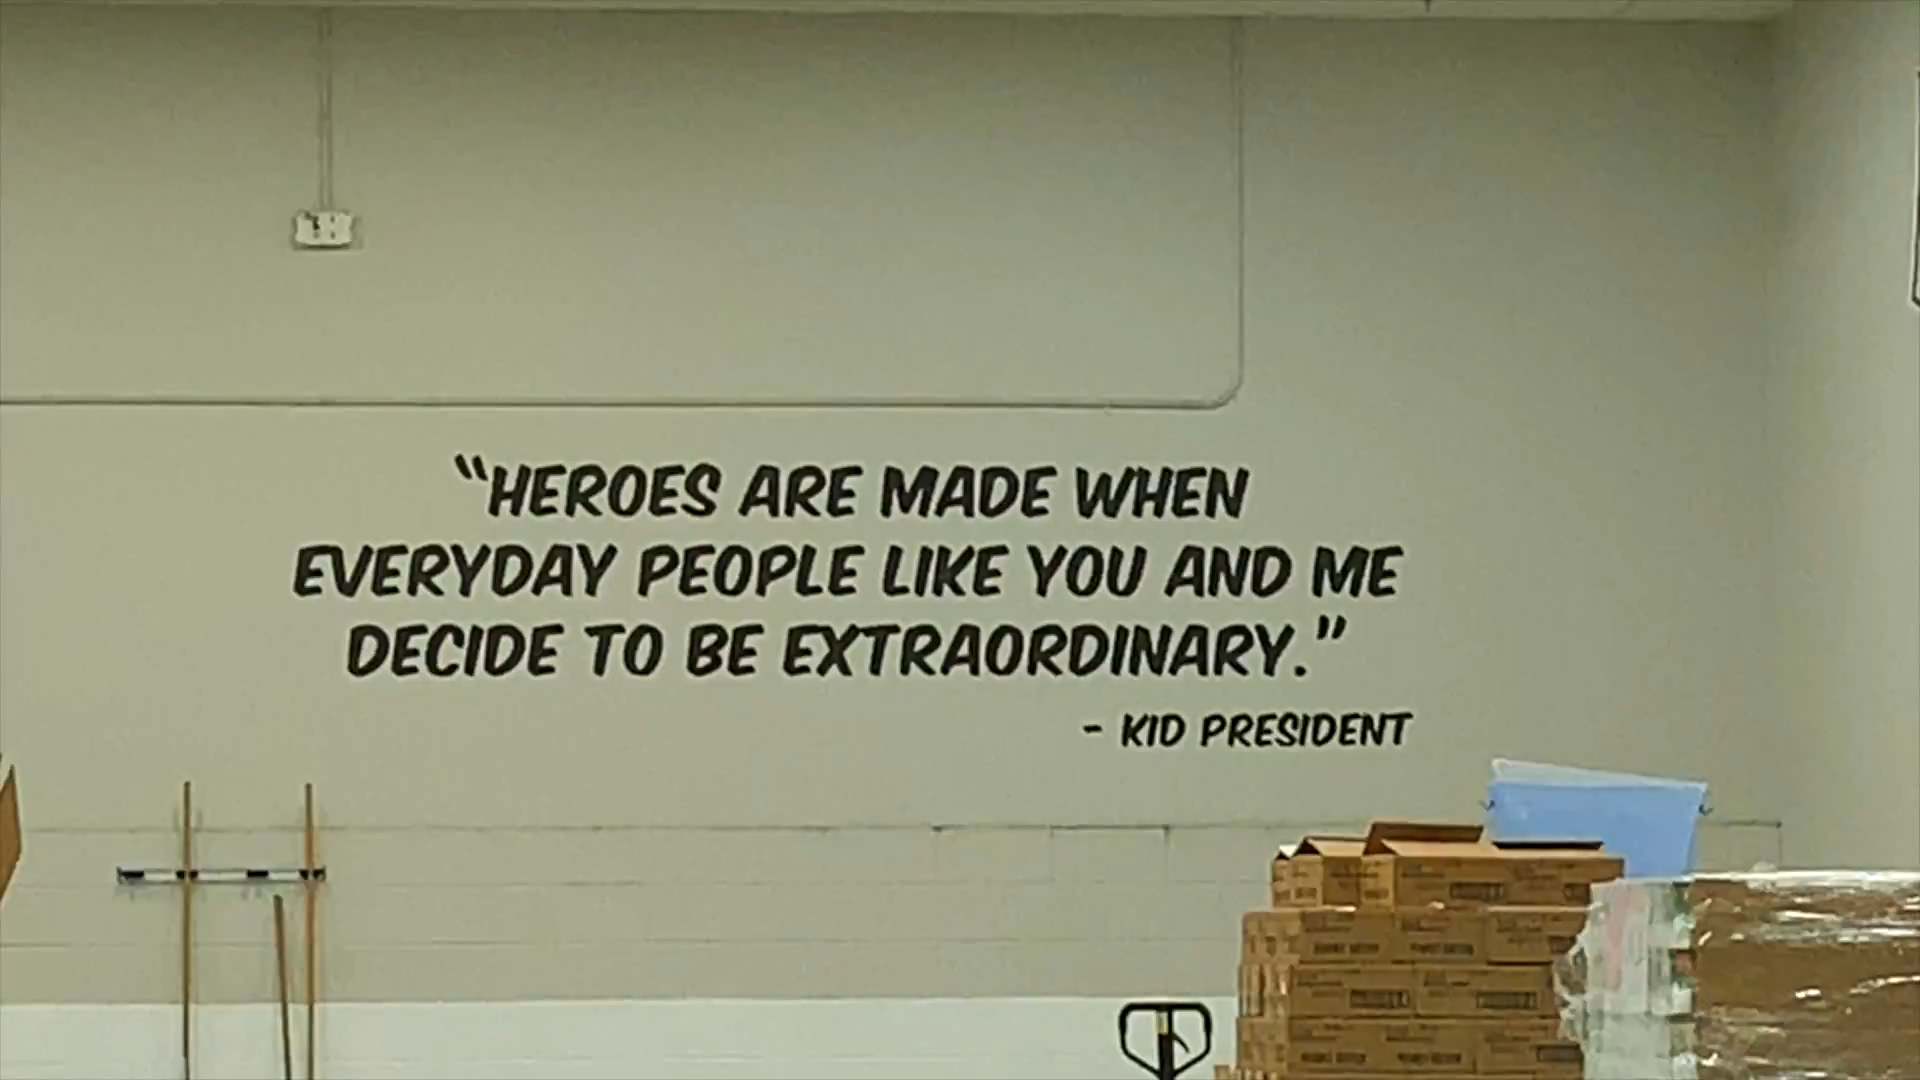 “HEROES ARE MADE WHEN
EVERYDAY PEOPLE LIKE YOU AND ME
DECIDE TO BE EXTRAORDINARY.”
- KID PRESIDENT